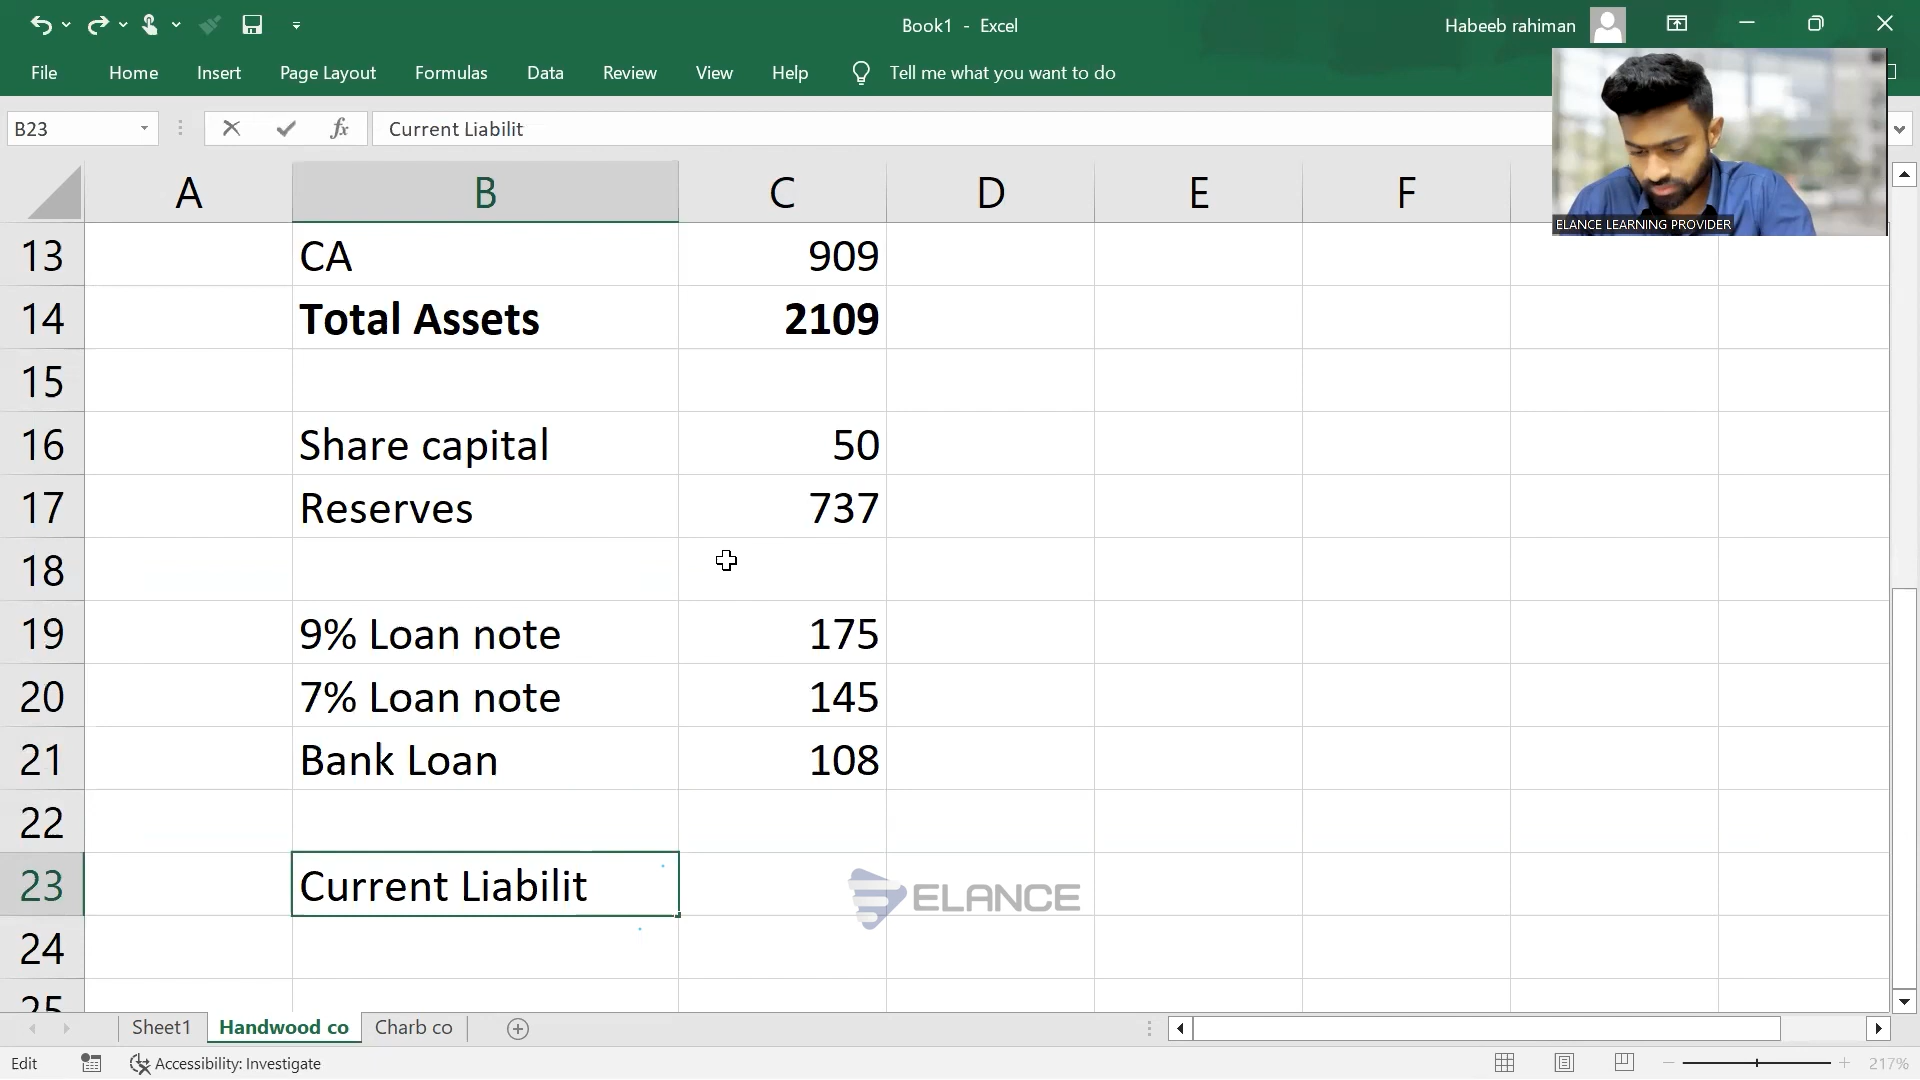 Book1 - Excel
Habeeb rahiman
File Home Insert Page Layout Formulas Data Review View Help Tell me what you want to do
B23 fx Current Liabilit
ELANCE LEARNING PROVIDER
A B C D E F
13 CA 909
14 Total Assets 2109
15
16 Share capital 50
17 Reserves 737
18
19 9% Loan note 175
20 7% Loan note 145
21 Bank Loan 108
22
23 Current Liabilit
ELANCE
24
25
Sheet1 Handwood co Charb co
Edit Accessibility: Investigate 217%